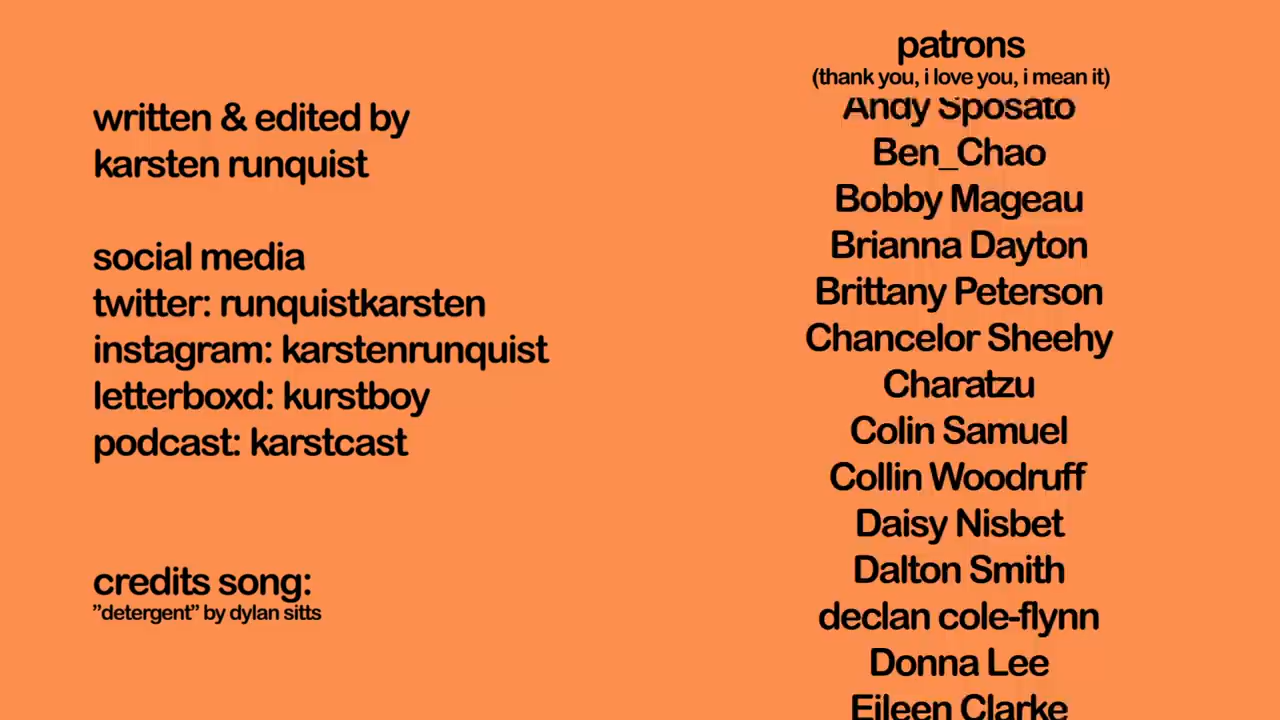 written & edited by
karsten runquist
social media
twitter: runquistkarsten
instagram: karstenrunquist
letterboxd: kurstboy
podcast: karstcast
credits song:
”detergent” by dylan sitts
patrons
(thank you, i love you, i mean it)
Andy Sposato
Ben_Chao
Bobby Mageau
Brianna Dayton
Brittany Peterson
Chancelor Sheehy
Charatzu
Colin Samuel
Collin Woodruff
Daisy Nisbet
Dalton Smith
declan cole-flynn
Donna Lee
Eileen Clarke